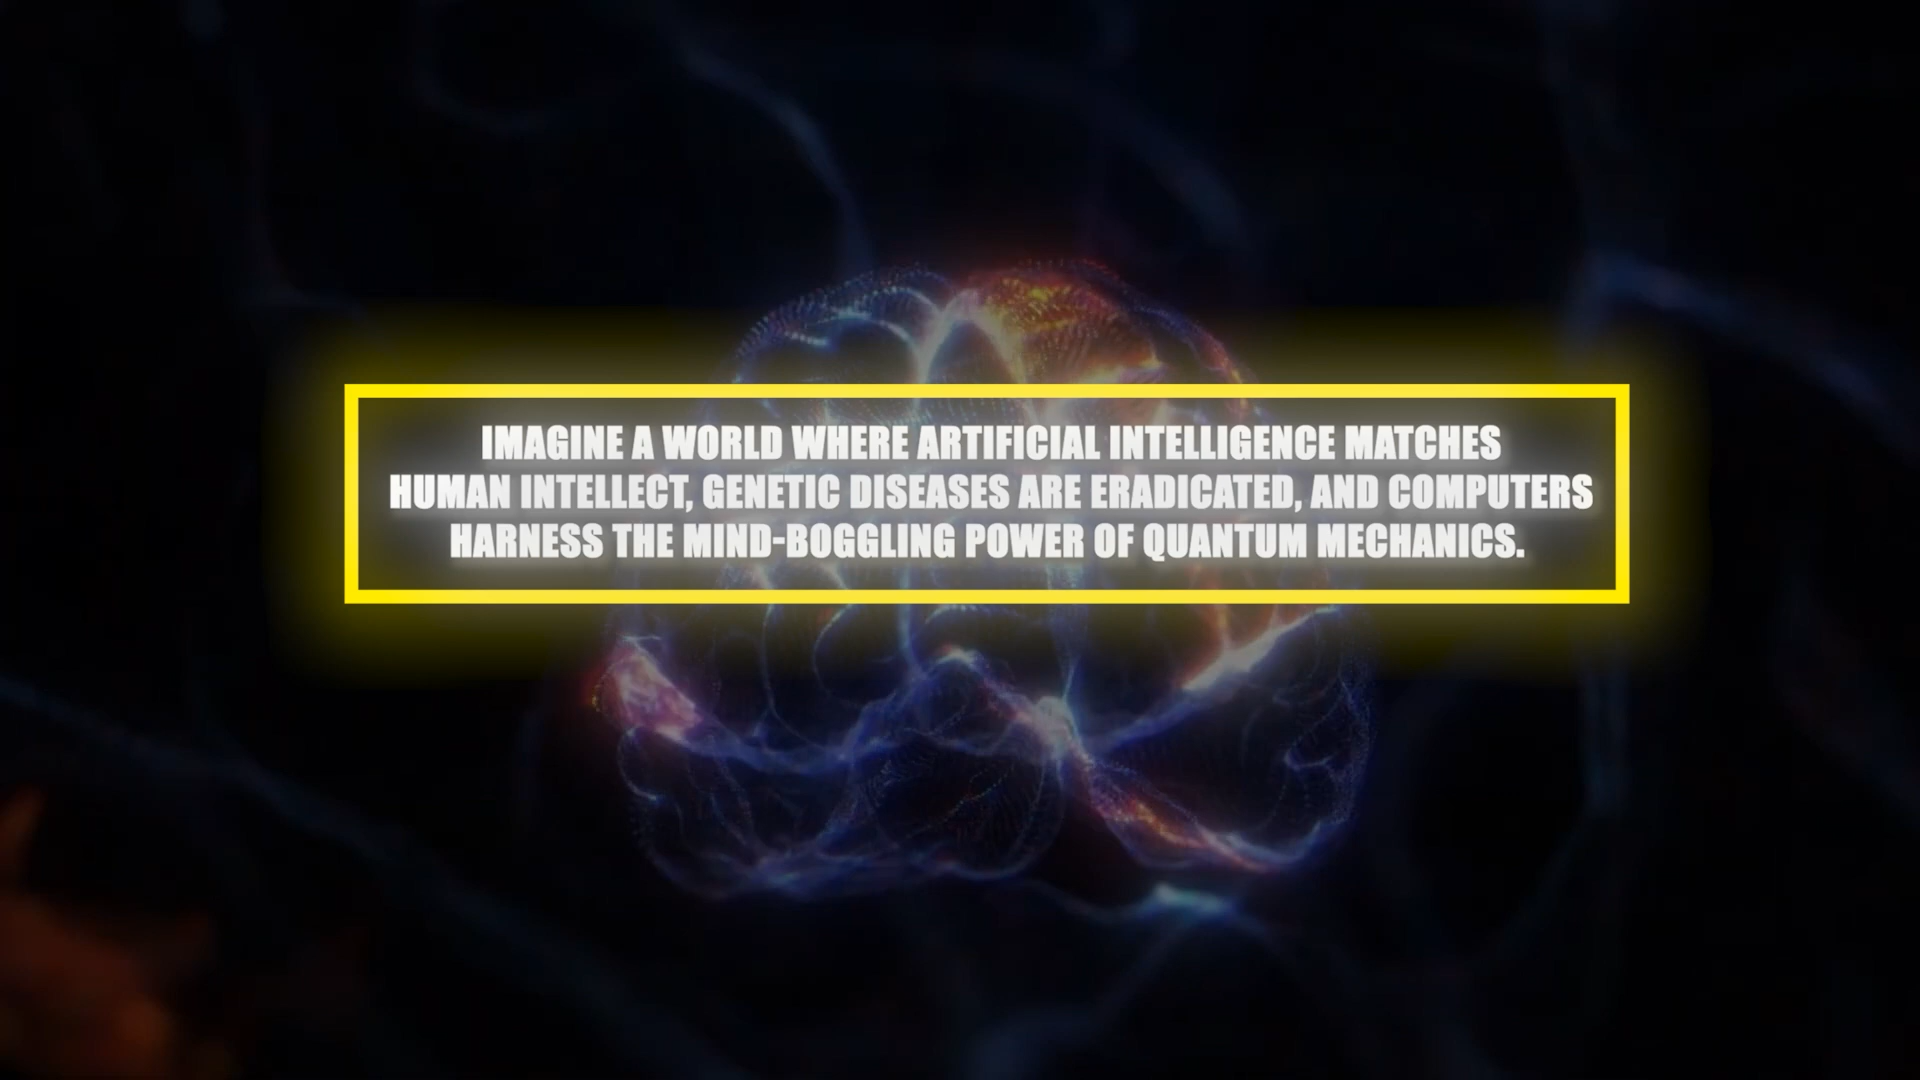 IMAGINE A WORLD WHERE ARTIFICIAL INTELLIGENCE MATCHES
HUMAN INTELLECT, GENETIC DISEASES ARE ERADICATED, AND COMPUTERS
HARNESS THE MIND-BOGGLING POWER OF QUANTUM MECHANICS.